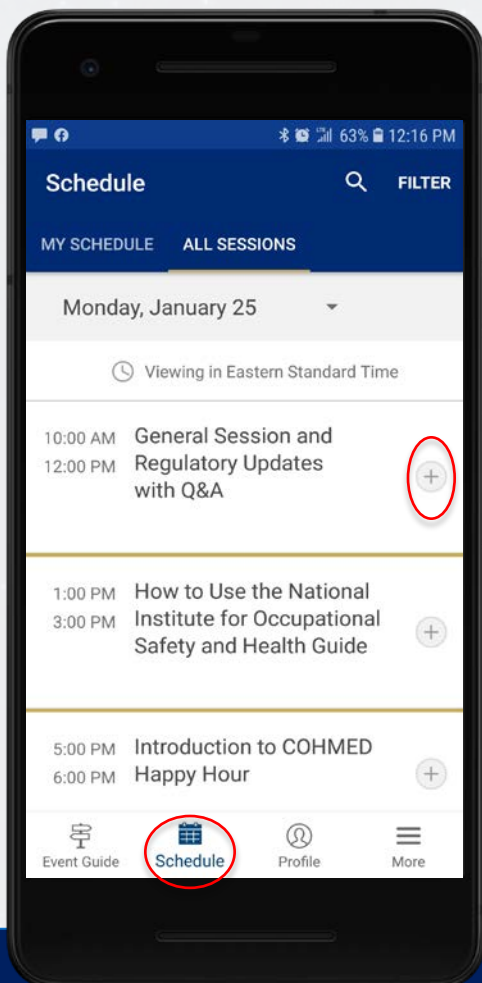 63% 12:16 PM
Schedule FILTER
MY SCHEDULE ALL SESSIONS
Monday, January 25
Viewing in Eastern Standard Time
10:00 AM General Session and
12:00 PM Regulatory Updates
with Q&A
1:00 PM How to Use the National
3:00 PM Institute for Occupational
Safety and Health Guide
5:00 PM Introduction to COHMED
6:00 PM Happy Hour
Event Guide Schedule Profile More